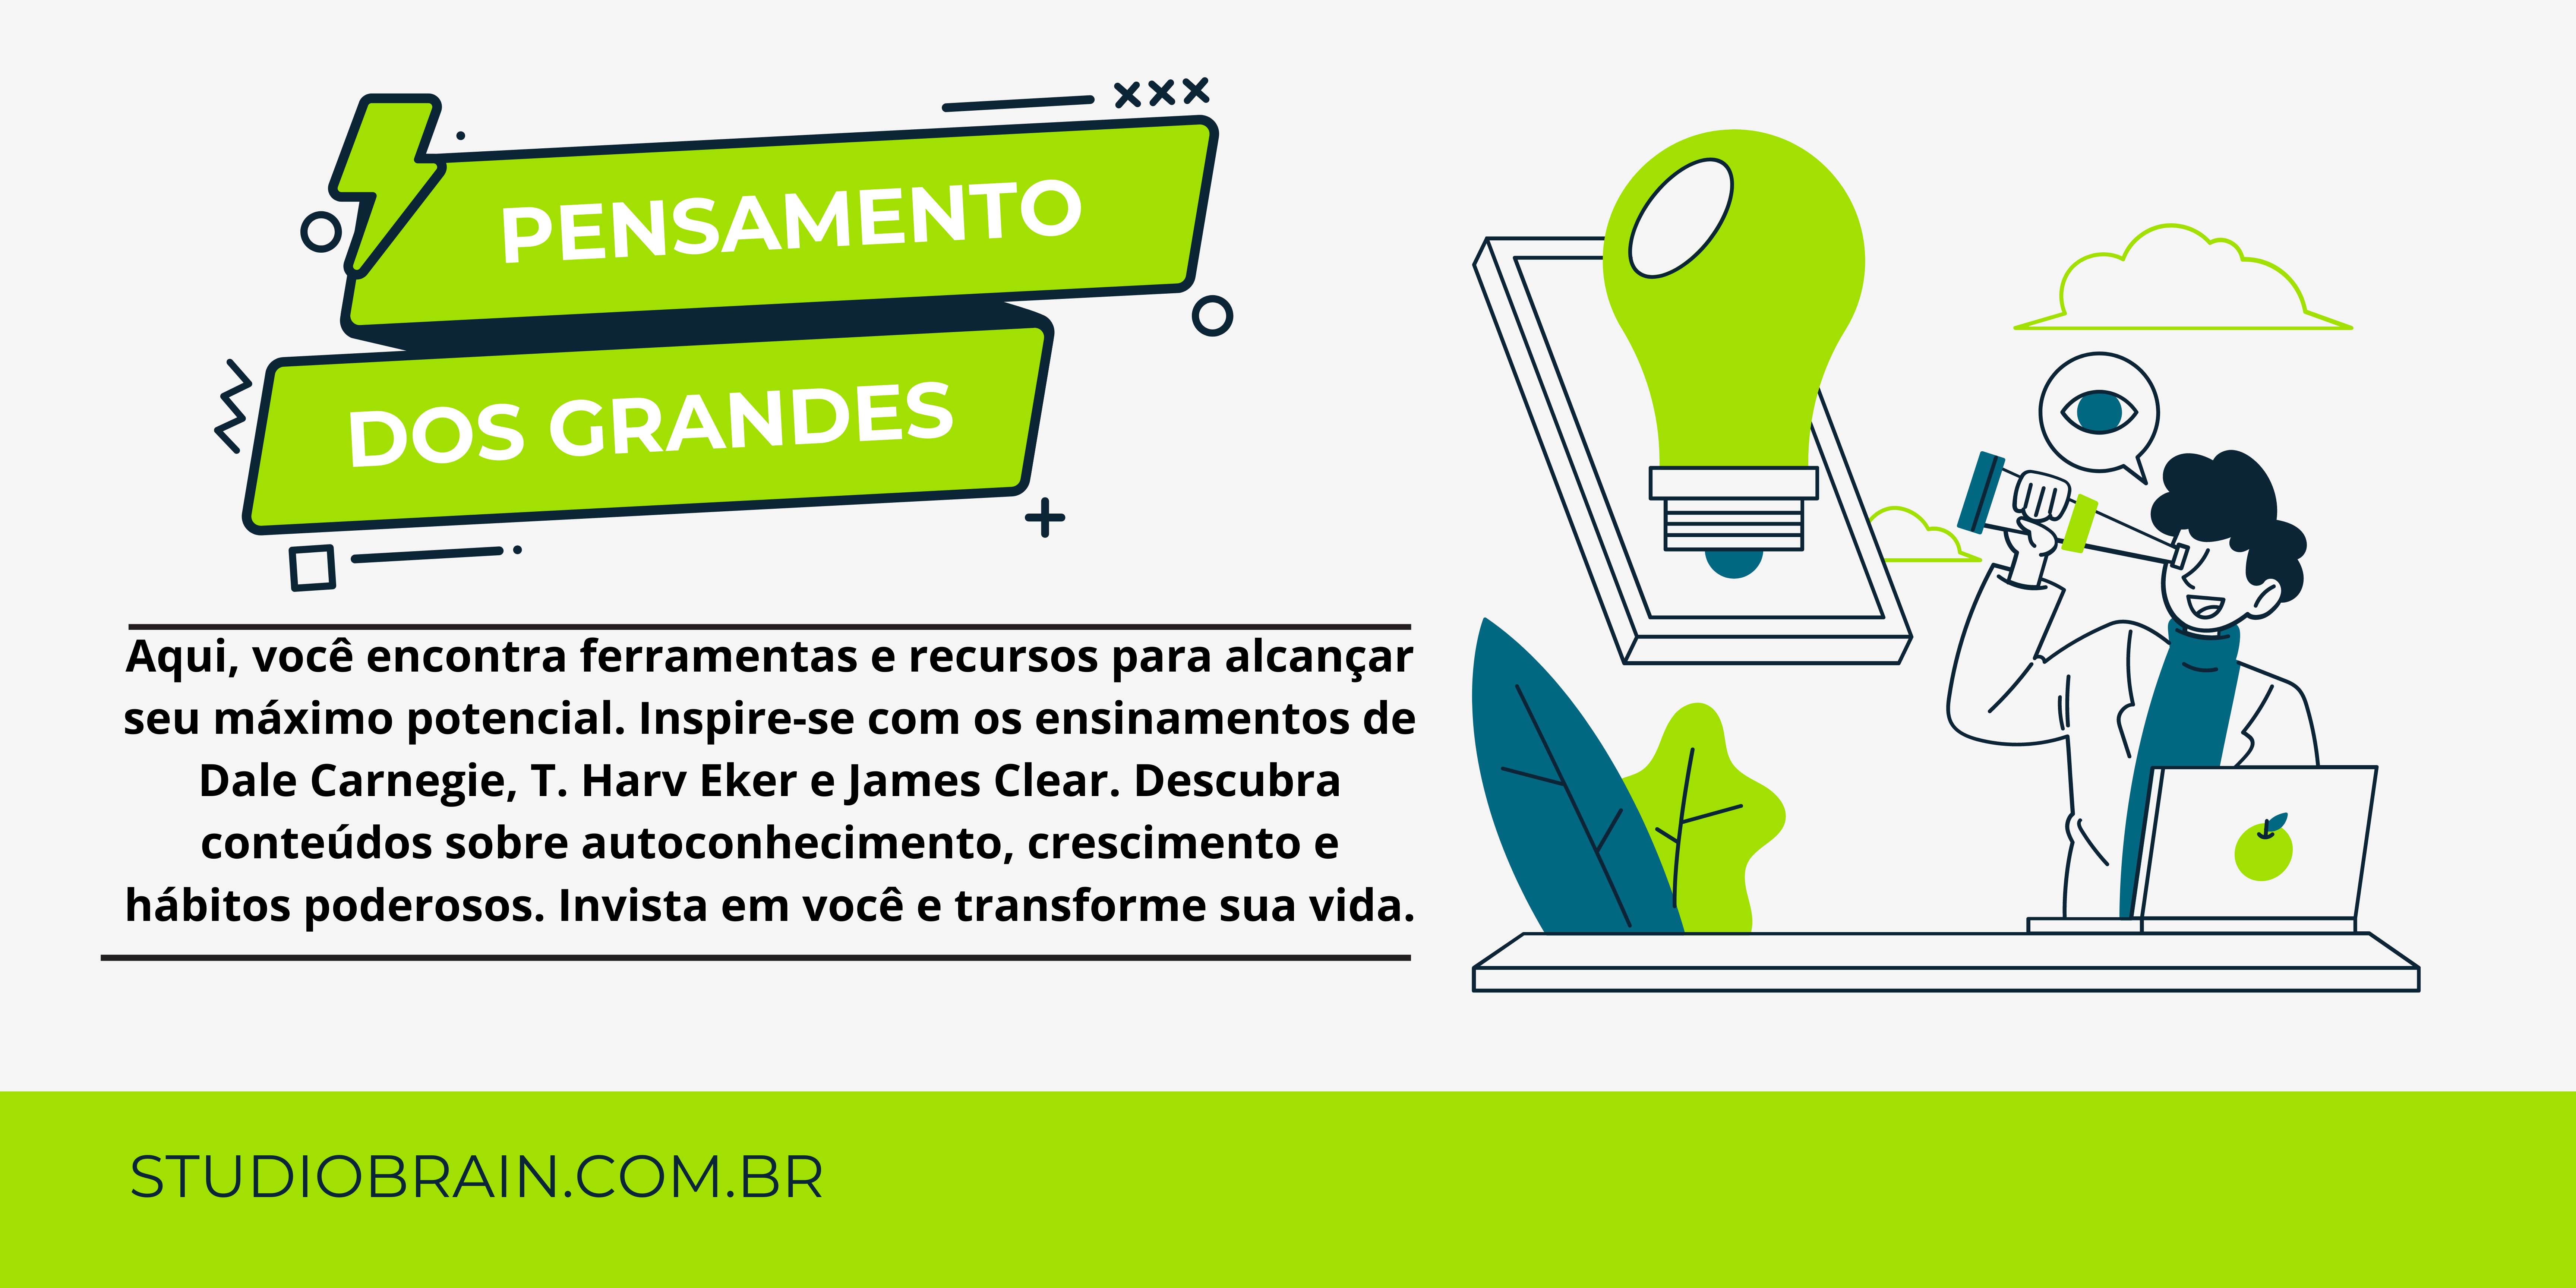 PENSAMENTO
DOS GRANDES
Aqui, você encontra ferramentas e recursos para alcançar
seu máximo potencial. Inspire-se com os ensinamentos de
Dale Carnegie, T. Harv Eker e James Clear. Descubra
conteúdos sobre autoconhecimento, crescimento e
hábitos poderosos. Invista em você e transforme sua vida.
STUDIOBRAIN.COM.BR